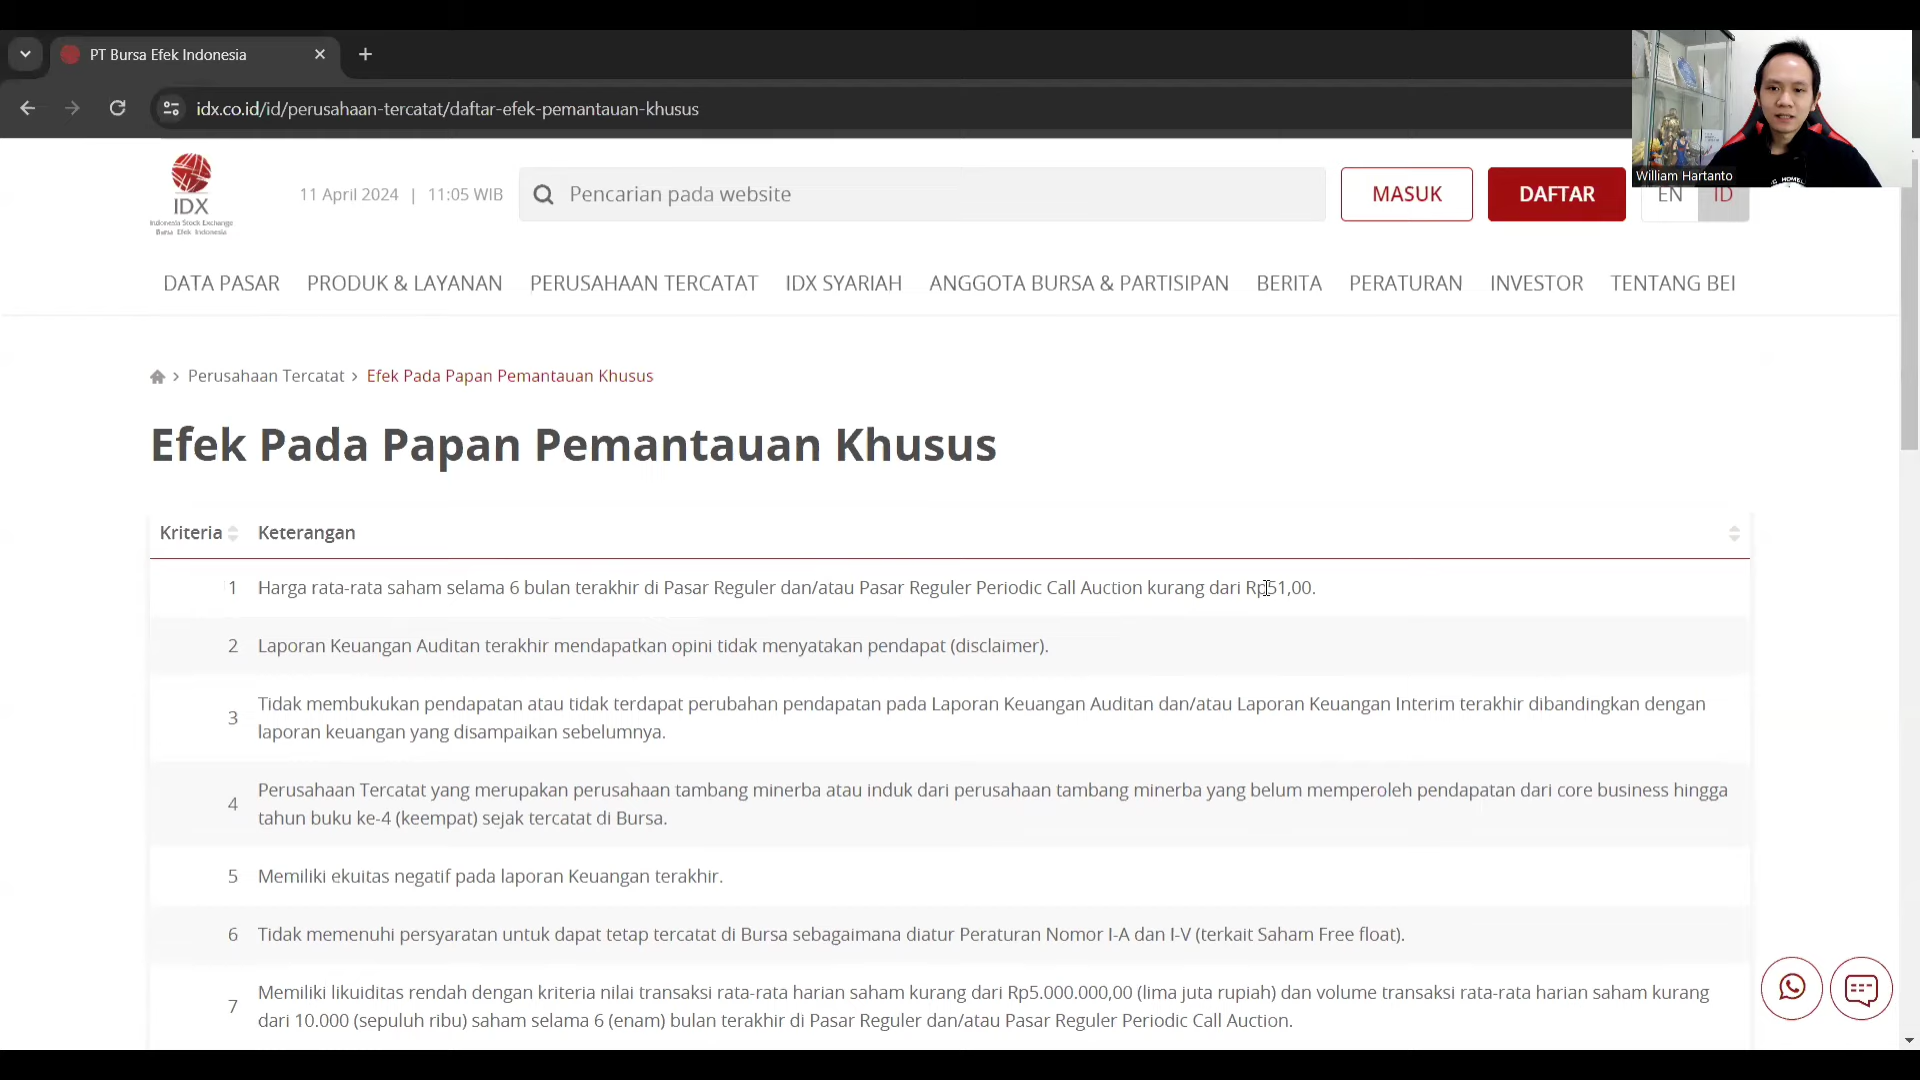 PT Bursa Efek Indonesia
idx.co.id/id/perusahaan-tercatat/daftar-efek-pemantauan-khusus
William Hartanto
IDX
Indonesia Stock Exchange
Bursa Efek Indonesia
11 April 2024 | 11:05 WIB
Pencarian pada website
MASUK
DAFTAR
EN
ID
DATA PASAR
PRODUK & LAYANAN
PERUSAHAAN TERCATAT
IDX SYARIAH
ANGGOTA BURSA & PARTISIPAN
BERITA
PERATURAN
INVESTOR
TENTANG BEI
> Perusahaan Tercatat > Efek Pada Papan Pemantauan Khusus
Efek Pada Papan Pemantauan Khusus
Kriteria Keterangan
1 Harga rata-rata saham selama 6 bulan terakhir di Pasar Reguler dan/atau Pasar Reguler Periodic Call Auction kurang dari Rp51,00.
2 Laporan Keuangan Auditan terakhir mendapatkan opini tidak menyatakan pendapat (disclaimer).
3 Tidak membukukan pendapatan atau tidak terdapat perubahan pendapatan pada Laporan Keuangan Auditan dan/atau Laporan Keuangan Interim terakhir dibandingkan dengan
laporan keuangan yang disampaikan sebelumnya.
4 Perusahaan Tercatat yang merupakan perusahaan tambang minerba atau induk dari perusahaan tambang minerba yang belum memperoleh pendapatan dari core business hingga
tahun buku ke-4 (keempat) sejak tercatat di Bursa.
5 Memiliki ekuitas negatif pada laporan Keuangan terakhir.
6 Tidak memenuhi persyaratan untuk dapat tetap tercatat di Bursa sebagaimana diatur Peraturan Nomor I-A dan I-V (terkait Saham Free float).
7 Memiliki likuiditas rendah dengan kriteria nilai transaksi rata-rata harian saham kurang dari Rp5.000.000,00 (lima juta rupiah) dan volume transaksi rata-rata harian saham kurang
dari 10.000 (sepuluh ribu) saham selama 6 (enam) bulan terakhir di Pasar Reguler dan/atau Pasar Reguler Periodic Call Auction.